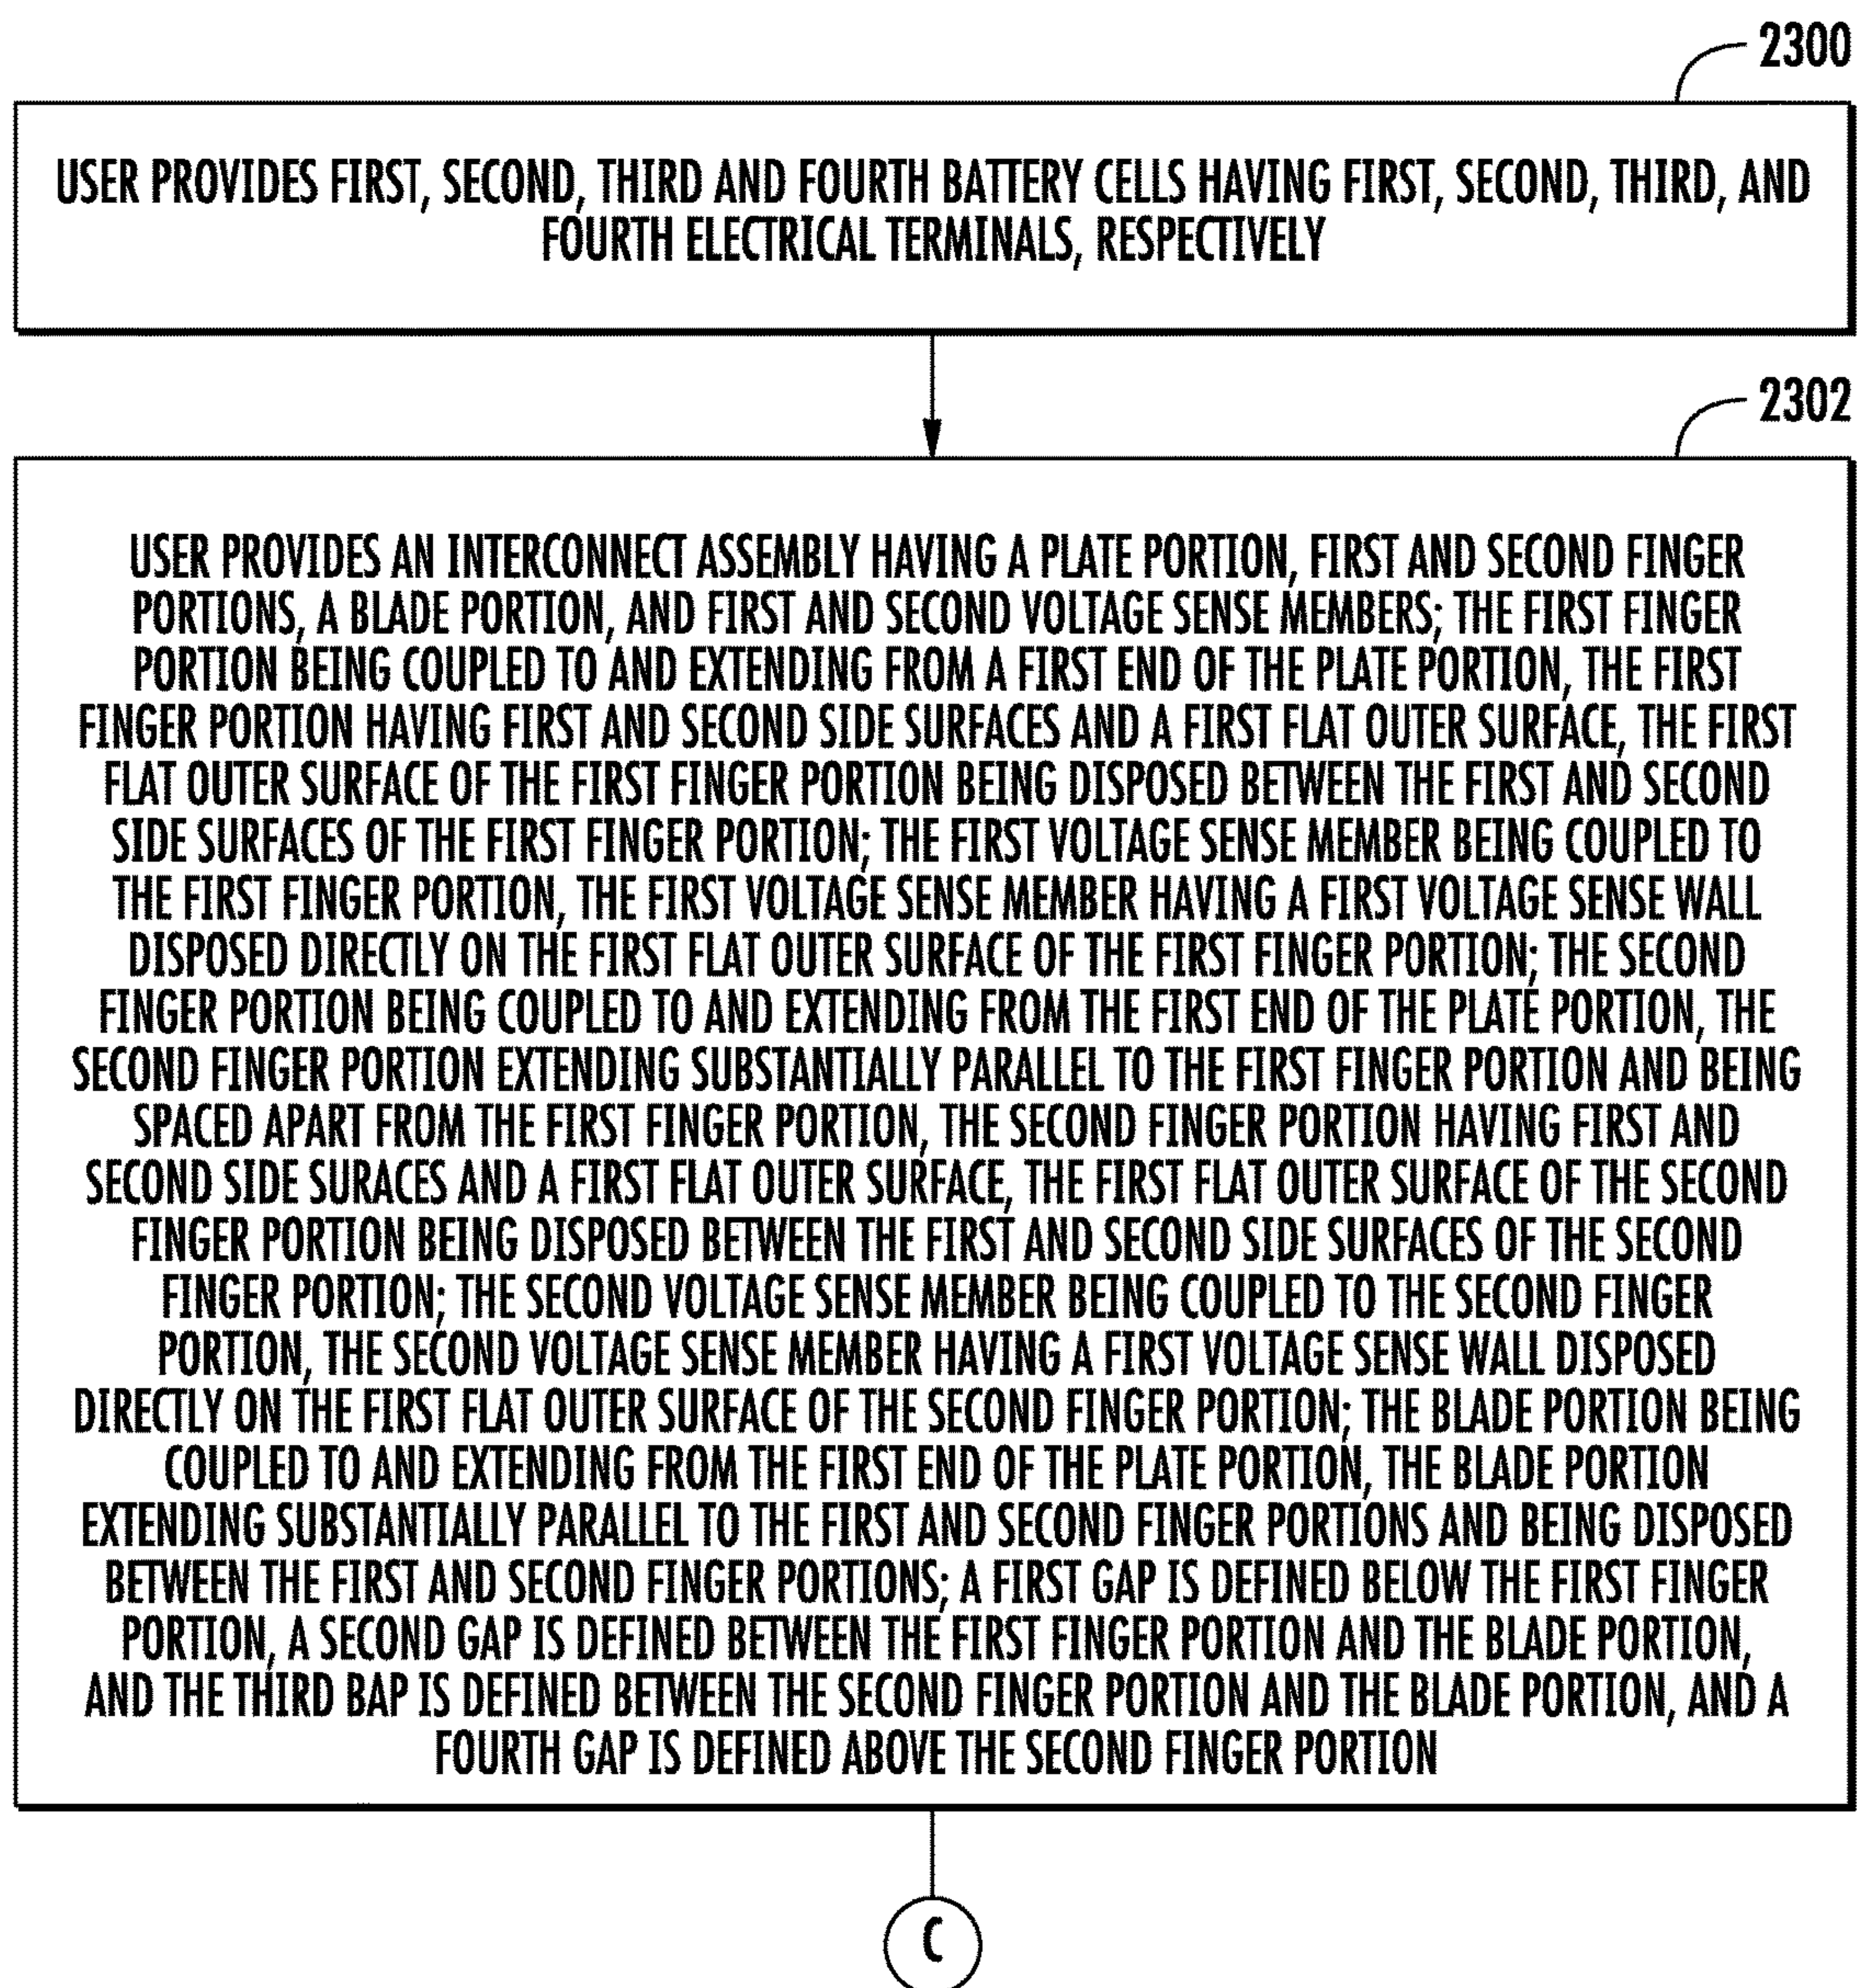 2300
USER PROVIDES FIRST, SECOND, THIRD AND FOURTH BATTERY CELLS HAVING FIRST, SECOND, THIRD, AND
FOURTH ELECTRICAL TERMINALS, RESPECTIVELY
2302
USER PROVIDES AN INTERCONNECT ASSEMBLY HAVING A PLATE PORTION, FIRST AND SECOND FINGER
PORTIONS, A BLADE PORTION, AND FIRST AND SECOND VOLTAGE SENSE MEMBERS; THE FIRST FINGER
PORTION BEING COUPLED TO AND EXTENDING FROM A FIRST END OF THE PLATE PORTION, THE FIRST
FINGER PORTION HAVING FIRST AND SECOND SIDE SURFACES AND A FIRST FLAT OUTER SURFACE, THE FIRST
FLAT OUTER SURFACE OF THE FIRST FINGER PORTION BEING DISPOSED BETWEEN THE FIRST AND SECOND
SIDE SURFACES OF THE FIRST FINGER PORTION; THE FIRST VOLTAGE SENSE MEMBER BEING COUPLED TO
THE FIRST FINGER PORTION, THE FIRST VOLTAGE SENSE MEMBER HAVING A FIRST VOLTAGE SENSE WALL
DISPOSED DIRECTLY ON THE FIRST FLAT OUTER SURFACE OF THE FIRST FINGER PORTION; THE SECOND
FINGER PORTION BEING COUPLED TO AND EXTENDING FROM THE FIRST END OF THE PLATE PORTION, THE
SECOND FINGER PORTION EXTENDING SUBSTANTIALLY PARALLEL TO THE FIRST FINGER PORTION AND BEING
SPACED APART FROM THE FIRST FINGER PORTION, THE SECOND FINGER PORTION HAVING FIRST AND
SECOND SIDE SURACES AND A FIRST FLAT OUTER SURFACE, THE FIRST FLAT OUTER SURFACE OF THE SECOND
FINGER PORTION BEING DISPOSED BETWEEN THE FIRST AND SECOND SIDE SURFACES OF THE SECOND
FINGER PORTION; THE SECOND VOLTAGE SENSE MEMBER BEING COUPLED TO THE SECOND FINGER
PORTION, THE SECOND VOLTAGE SENSE MEMBER HAVING A FIRST VOLTAGE SENSE WALL DISPOSED
DIRECTLY ON THE FIRST FLAT OUTER SURFACE OF THE SECOND FINGER PORTION; THE BLADE PORTION BEING
COUPLED TO AND EXTENDING FROM THE FIRST END OF THE PLATE PORTION, THE BLADE PORTION
EXTENDING SUBSTANTIALLY PARALLEL TO THE FIRST AND SECOND FINGER PORTIONS AND BEING DISPOSED
BETWEEN THE FIRST AND SECOND FINGER PORTIONS; A FIRST GAP IS DEFINED BELOW THE FIRST FINGER
PORTION, A SECOND GAP IS DEFINED BETWEEN THE FIRST FINGER PORTION AND THE BLADE PORTION,
AND THE THIRD BAP IS DEFINED BETWEEN THE SECOND FINGER PORTION AND THE BLADE PORTION, AND A
FOURTH GAP IS DEFINED ABOVE THE SECOND FINGER PORTION
C